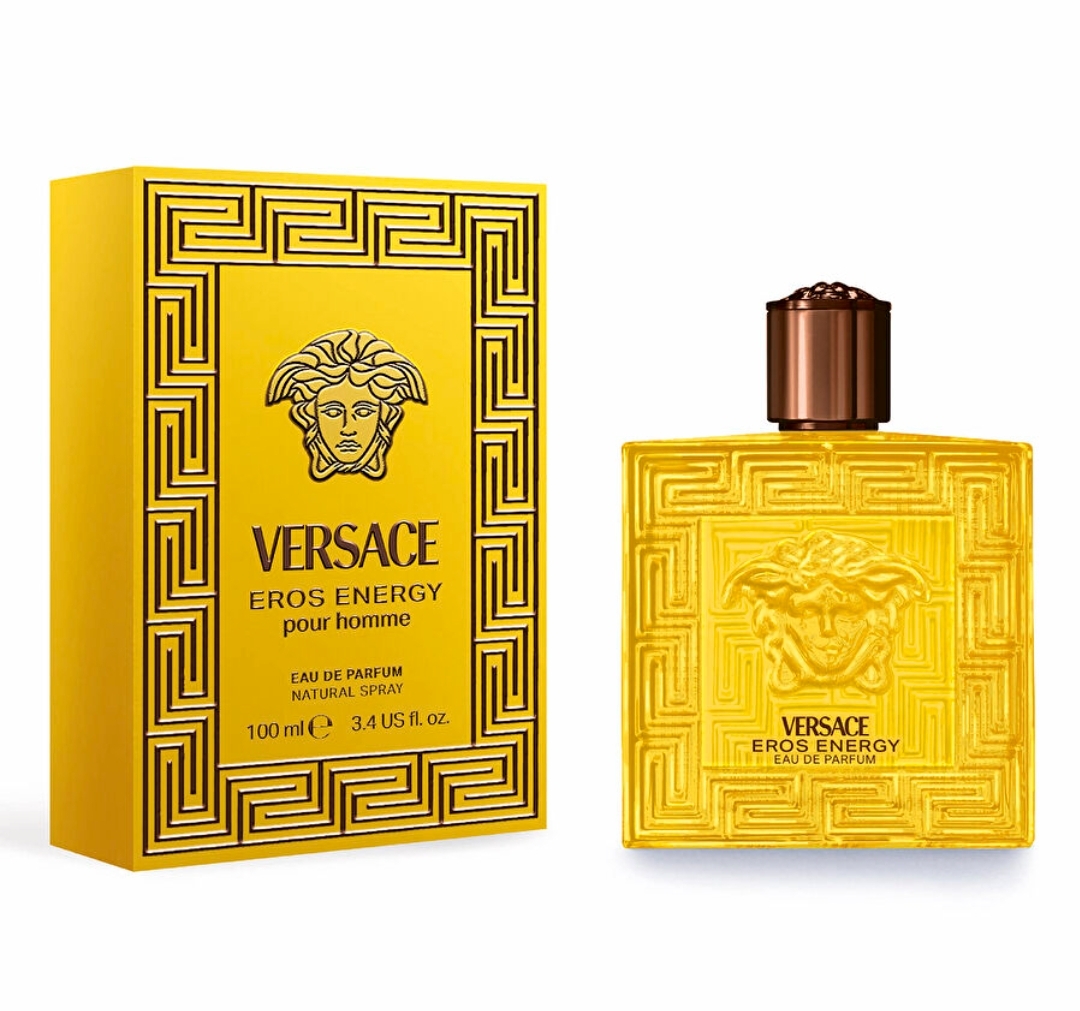 VERSACE
EROS ENERGY
pour homme
EAU DE PARFUM
NATURAL SPRAY
100 ml ℮ 3.4 US fl. oz.
VERSACE
EROS ENERGY
EAU DE PARFUM